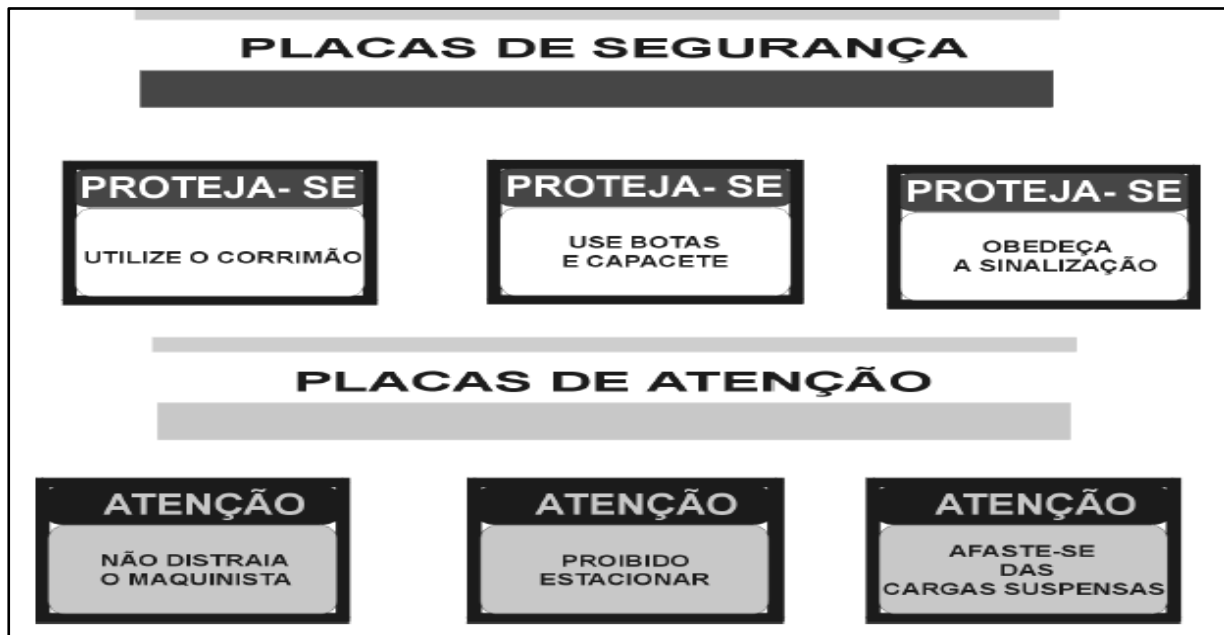 PLACAS DE SEGURANÇA
PROTEJA- SE
UTILIZE O CORRIMÃO
PROTEJA- SE
USE BOTAS
E CAPACETE
PROTEJA- SE
OBEDEÇA
A SINALIZAÇÃO
PLACAS DE ATENÇÃO
ATENÇÃO
NÃO DISTRAIA
O MAQUINISTA
ATENÇÃO
PROIBIDO
ESTACIONAR
ATENÇÃO
AFASTE-SE
DAS
CARGAS SUSPENSAS